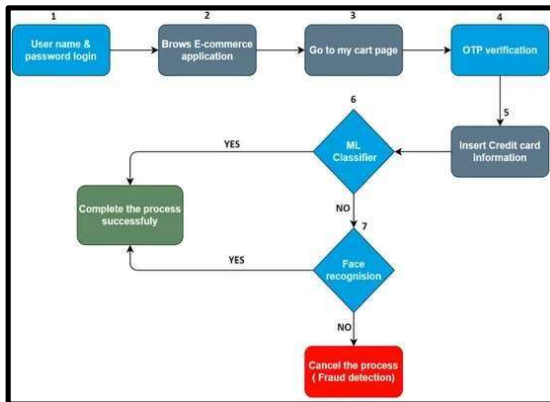 1
User name &
password login
2
Brows E-commerce
application
3
Go to my cart page
4
OTP verification
5
Insert Credit card
Information
6
ML
Classifier
YES
NO
Complete the process
successfuly
7
Face
recognision
YES
NO
Cancel the process
( Fraud detection)